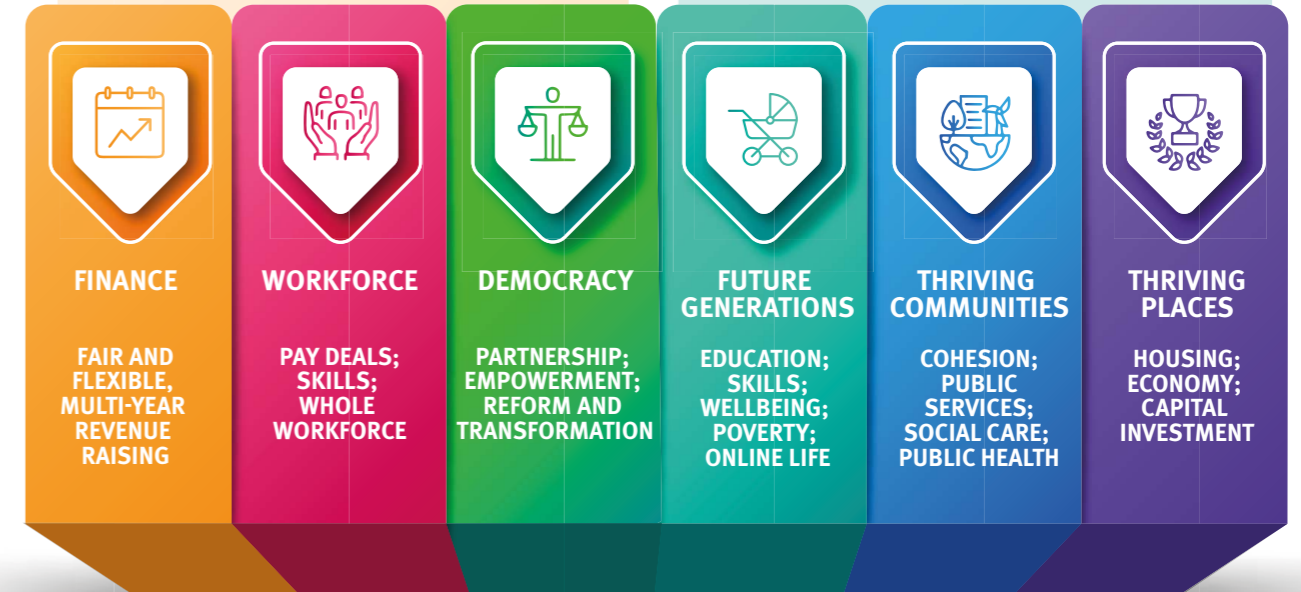 FINANCE
FAIR AND
FLEXIBLE,
MULTI-YEAR
REVENUE
RAISING
WORKFORCE
PAY DEALS;
SKILLS;
WHOLE
WORKFORCE
DEMOCRACY
PARTNERSHIP;
EMPOWERMENT;
REFORM AND
TRANSFORMATION
FUTURE
GENERATIONS
EDUCATION;
SKILLS;
WELLBEING;
POVERTY;
ONLINE LIFE
THRIVING
COMMUNITIES
COHESION;
PUBLIC
SERVICES;
SOCIAL CARE;
PUBLIC HEALTH
THRIVING
PLACES
HOUSING;
ECONOMY;
CAPITAL
INVESTMENT